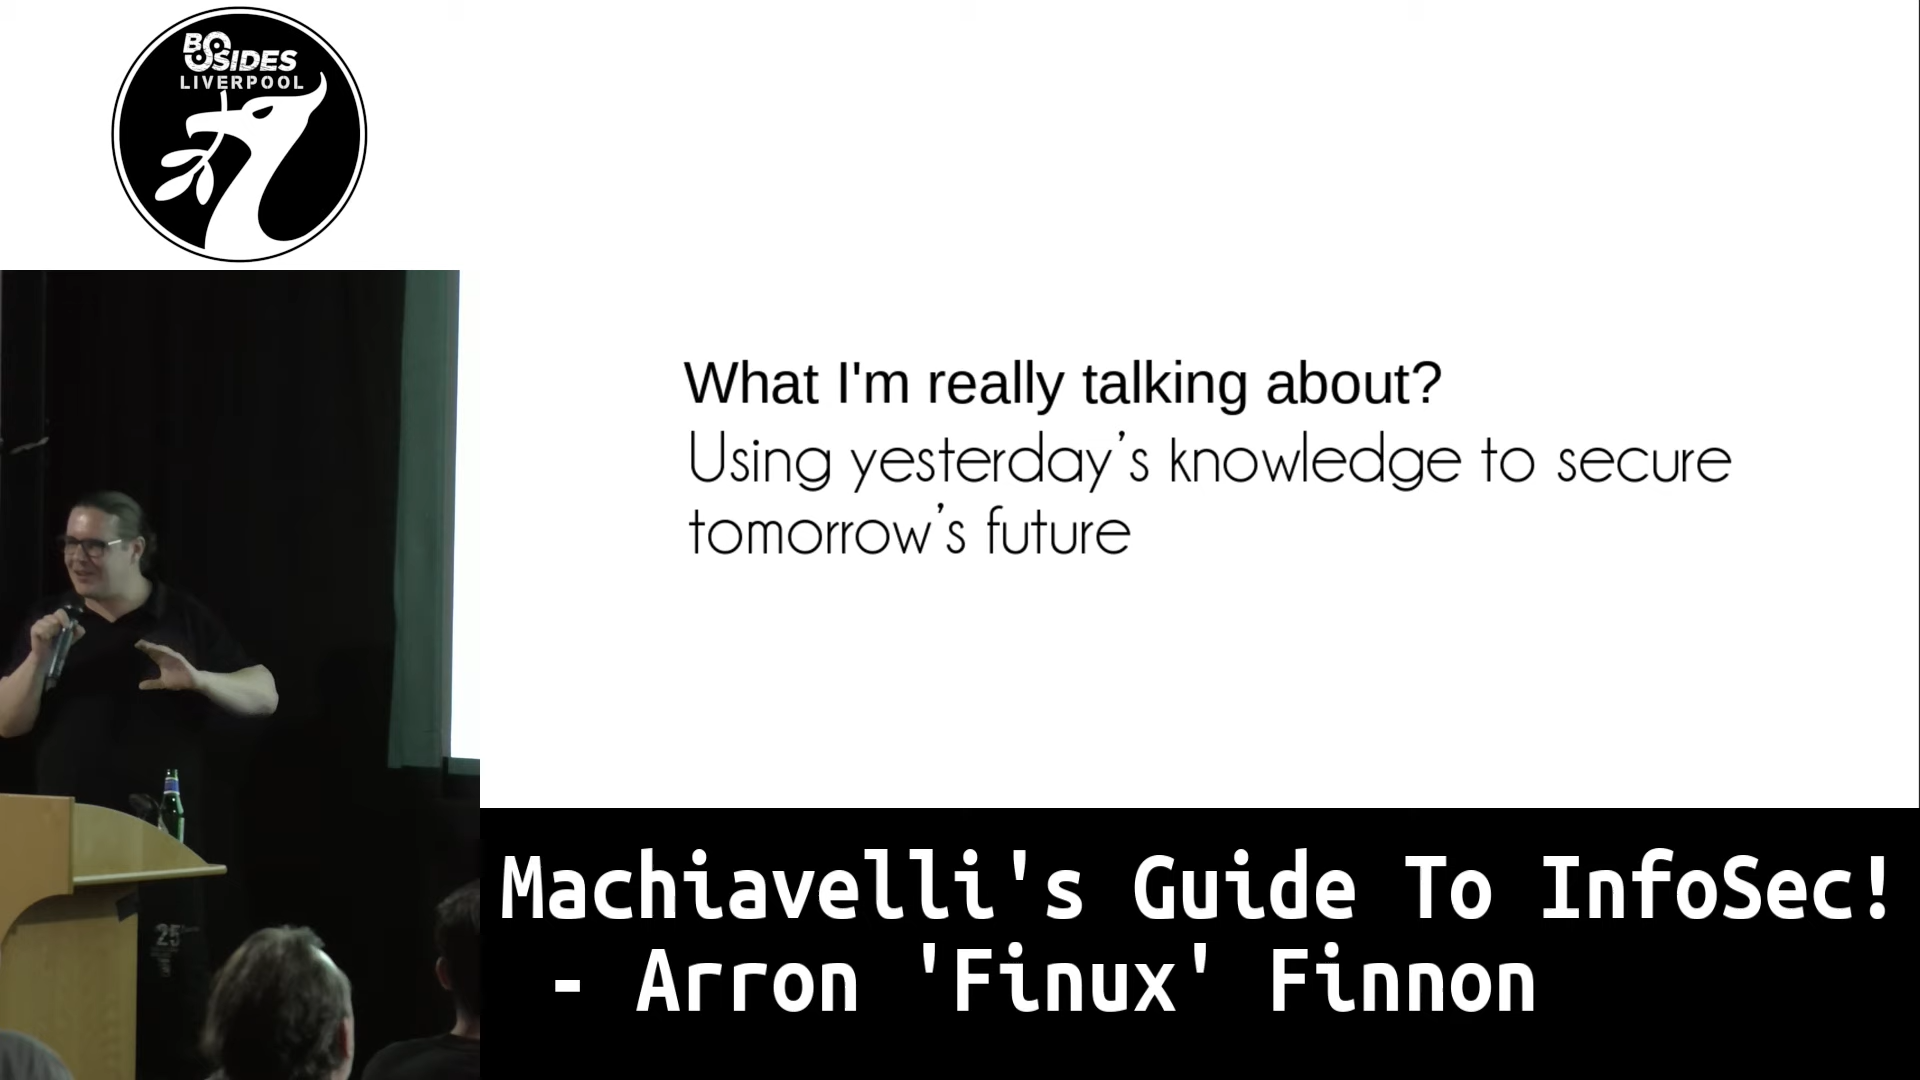 BSIDES
LIVERPOOL
What I'm really talking about?
Using yesterday's knowledge to secure
tomorrow's future
25
Machiavelli's Guide To InfoSec!
- Arron 'Finux' Finnon